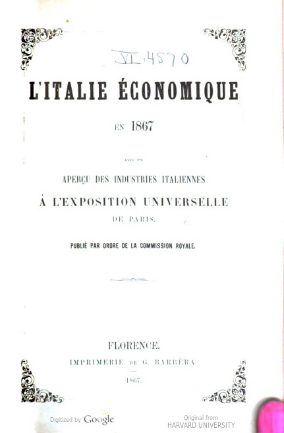 VI.4570
L'ITALIE ÉCONOMIQUE
EN 1867
AVEC UN
APERÇU DES INDUSTRIES ITALIENNES
À L'EXPOSITION UNIVERSELLE
DE PARIS.
PUBLIÉ PAR ORDRE DE LA COMMISSION ROYALE.
FLORENCE.
IMPRIMERIE DE G. BARBÈRA.
1867.
Digitized by Google
Original from
HARVARD UNIVERSITY